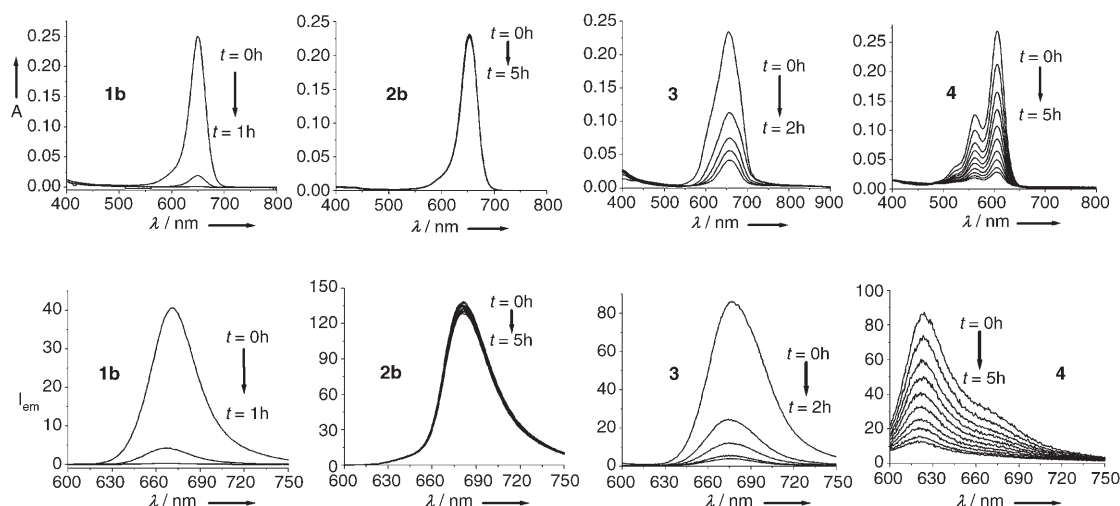 0.25
0.20
0.15
0.10
0.05
0.00
A
1b
t = 0h
t = 1h
400 500 600 700 800
λ / nm
0.25
0.20
0.15
0.10
0.05
0.00
2b
t = 0h
t = 5h
400 500 600 700 800
λ / nm
0.25
0.20
0.15
0.10
0.05
0.00
3
t = 0h
t = 2h
400 500 600 700 800 900
λ / nm
0.25
0.20
0.15
0.10
0.05
0.00
4
t = 0h
t = 5h
400 500 600 700 800
λ / nm
40
30
20
10
0
Iem
1b
t = 0h
t = 1h
600 630 660 690 720 750
λ / nm
150
120
90
60
30
0
2b
t = 0h
t = 5h
600 630 660 690 720 750
λ / nm
80
60
40
20
0
3
t = 0h
t = 2h
600 630 660 690 720 750
λ / nm
100
80
60
40
20
0
t = 0h
t = 5h
4
600 630 660 690 720 750
λ / nm